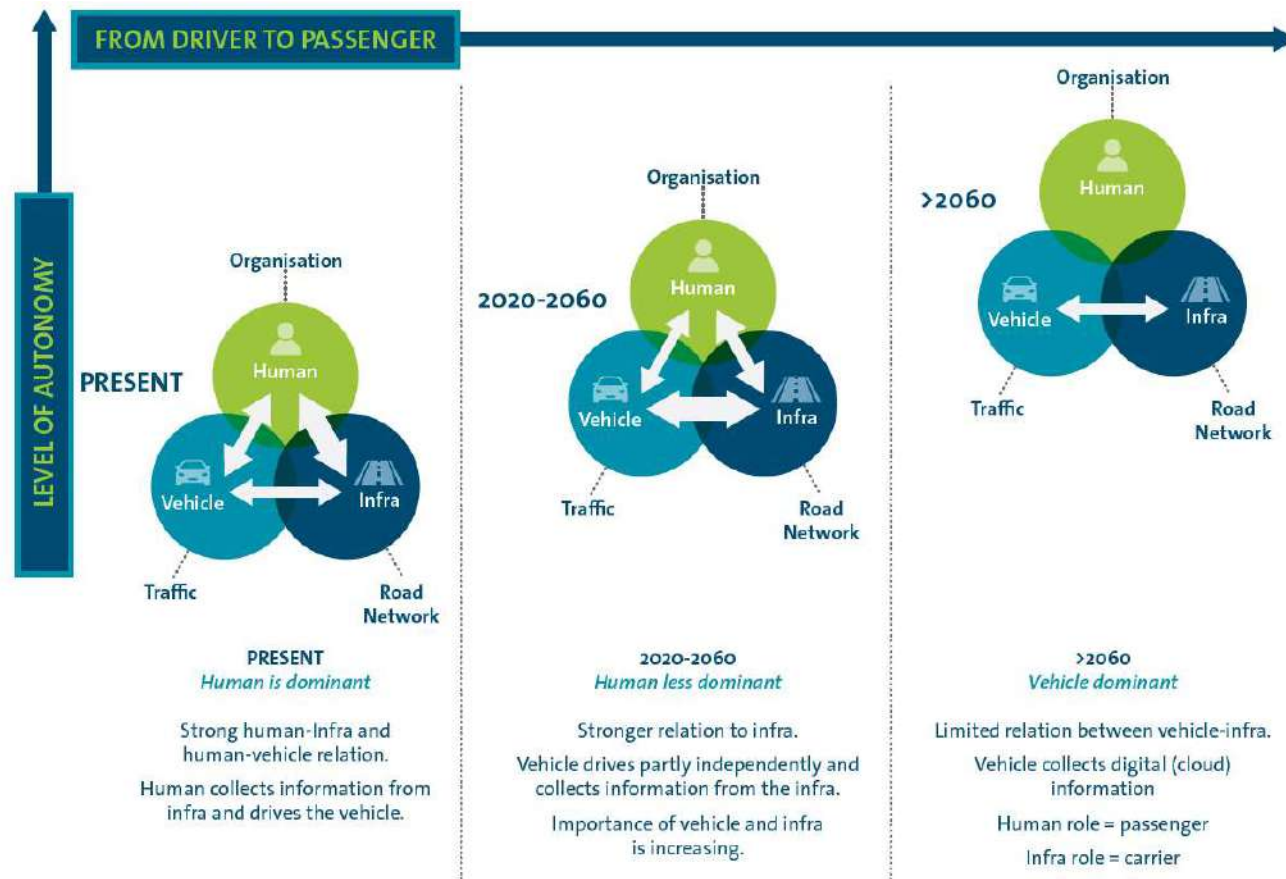 FROM DRIVER TO PASSENGER
LEVEL OF AUTONOMY
PRESENT
Organisation
Human
Vehicle
Infra
Traffic
Road
Network
2020-2060
Organisation
Human
Vehicle
Infra
Traffic
Road
Network
>2060
Organisation
Human
Vehicle
Infra
Traffic
Road
Network
PRESENT
Human is dominant
Strong human-Infra and
human-vehicle relation.
Human collects information from
infra and drives the vehicle.
2020-2060
Human less dominant
Stronger relation to infra.
Vehicle drives partly independently and
collects information from the infra.
Importance of vehicle and infra
is increasing.
>2060
Vehicle dominant
Limited relation between vehicle-infra.
Vehicle collects digital (cloud)
information
Human role = passenger
Infra role = carrier